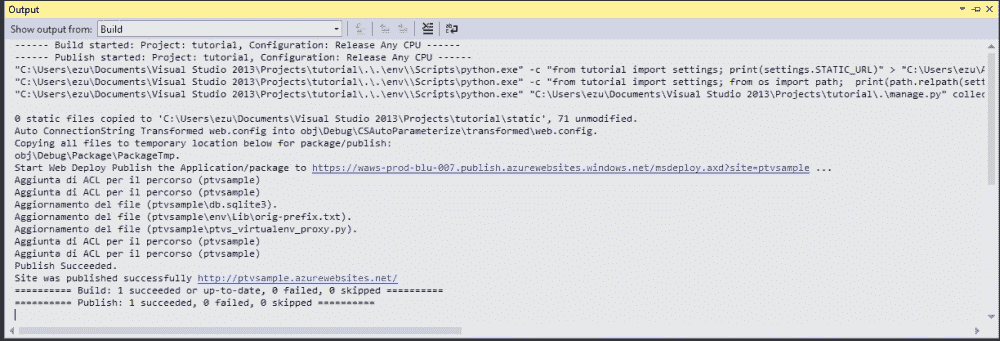 Output
Show output from: Build
------ Build started: Project: tutorial, Configuration: Release Any CPU ------
------ Publish started: Project: tutorial, Configuration: Release Any CPU ------
"C:\Users\ezu\Documents\Visual Studio 2013\Projects\tutorial\.\..\env\\Scripts\python.exe" -c "from tutorial import settings; print(settings.STATIC_URL)" > "C:\Users\ezu\A
"C:\Users\ezu\Documents\Visual Studio 2013\Projects\tutorial\.\..\env\\Scripts\python.exe" -c "from tutorial import settings; from os import path;  print(path.relpath(sett
"C:\Users\ezu\Documents\Visual Studio 2013\Projects\tutorial\.\..\env\\Scripts\python.exe" "C:\Users\ezu\Documents\Visual Studio 2013\Projects\tutorial\.\manage.py" collec
0 static files copied to 'C:\Users\ezu\Documents\Visual Studio 2013\Projects\tutorial\static', 71 unmodified.
Auto ConnectionString Transformed web.config into obj\Debug\CSAutoParameterize\transformed\web.config.
Copying all files to temporary location below for package/publish:
obj\Debug\Package\PackageTmp.
Start Web Deploy Publish the Application/package to https://waws-prod-blu-007.publish.azurewebsites.windows.net/msdeploy.axd?site=ptvsample ...
Aggiunta di ACL per il percorso (ptvsample)
Aggiunta di ACL per il percorso (ptvsample)
Aggiornamento del file (ptvsample\db.sqlite3).
Aggiornamento del file (ptvsample\env\Lib\orig-prefix.txt).
Aggiornamento del file (ptvsample\ptvs_virtualenv_proxy.py).
Aggiunta di ACL per il percorso (ptvsample)
Aggiunta di ACL per il percorso (ptvsample)
Publish Succeeded.
Site was published successfully http://ptvsample.azurewebsites.net/
========== Build: 1 succeeded or up-to-date, 0 failed, 0 skipped ==========
========== Publish: 1 succeeded, 0 failed, 0 skipped ==========